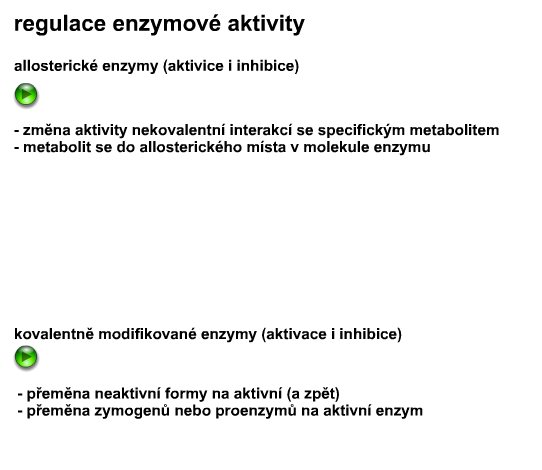 regulace enzymové aktivity
allosterické enzymy (aktivice i inhibice)
- změna aktivity nekovalentní interakcí se specifickým metabolitem
- metabolit se do allosterického místa v molekule enzymu
kovalentně modifikované enzymy (aktivace i inhibice)
- přeměna neaktivní formy na aktivní (a zpět)
- přeměna zymogenů nebo proenzymů na aktivní enzym